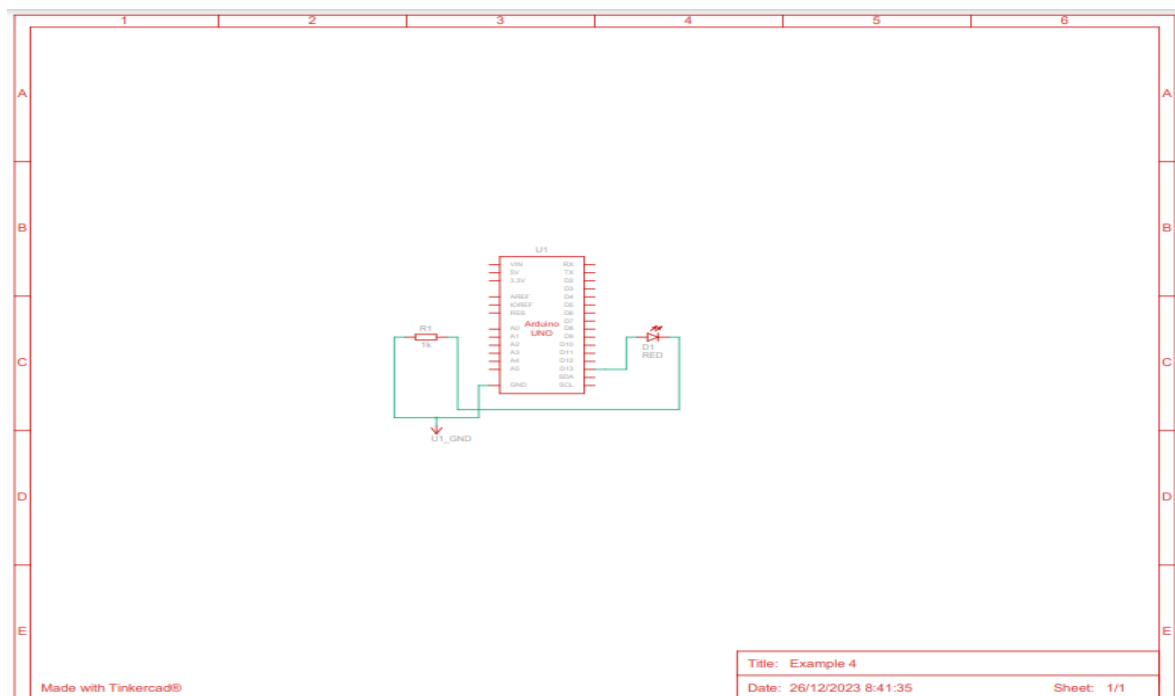 1 2 3 4 5 6
A A
B B
U1
VIN RX
5V TX
3.3V D2
D3
AREF D4
IOREF D5
RES D6
D7
A0 D8
A1 D9
A2 D10
A3 D11
A4 D12
A5 D13
SDA
GND SCL
Arduino
UNO
R1
1k
D1
RED
C C
U1_GND
D D
E E
Title: Example 4
Made with Tinkercad®
Date: 26/12/2023 8:41:35 Sheet: 1/1